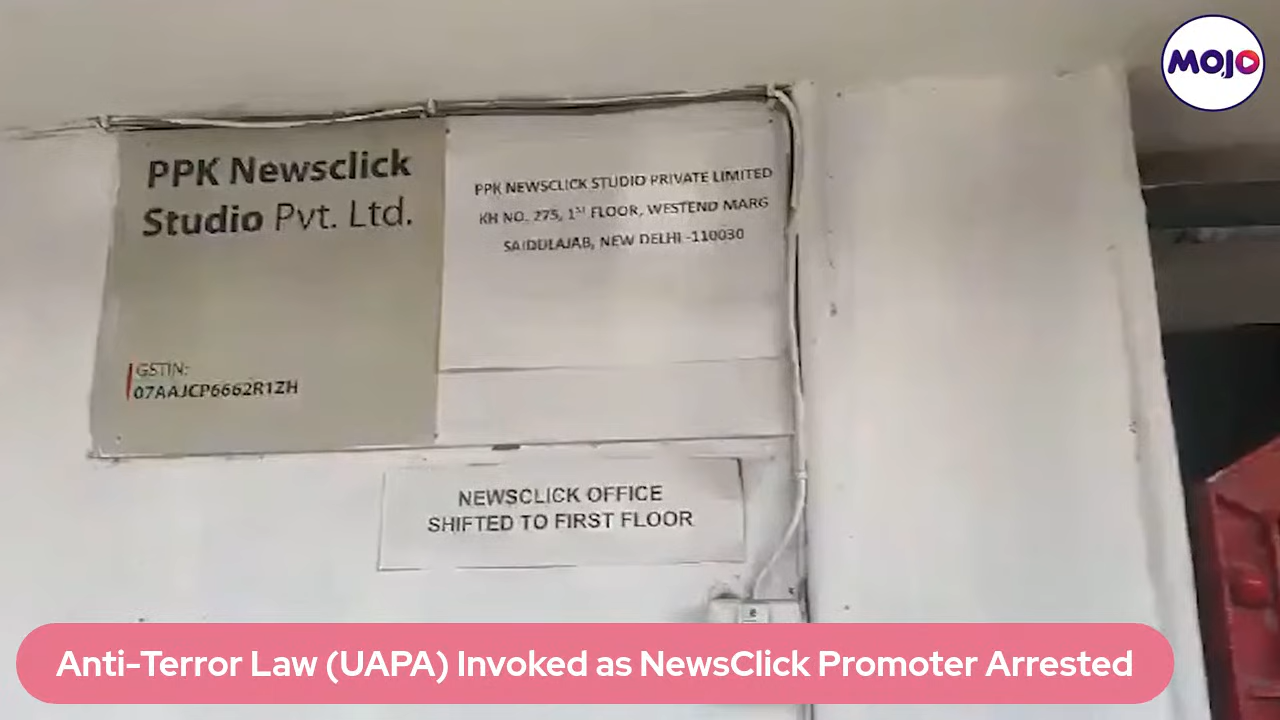 MOJO
PPK Newsclick
Studio Pvt. Ltd.
GSTIN:
07AAJCP6662R1ZH
PPK NEWSCLICK STUDIO PRIVATE LIMITED
KH NO. 275, 1ST FLOOR, WESTEND MARG
SAIDULAJAB, NEW DELHI -110030
NEWSCLICK OFFICE
SHIFTED TO FIRST FLOOR
Anti-Terror Law (UAPA) Invoked as NewsClick Promoter Arrested